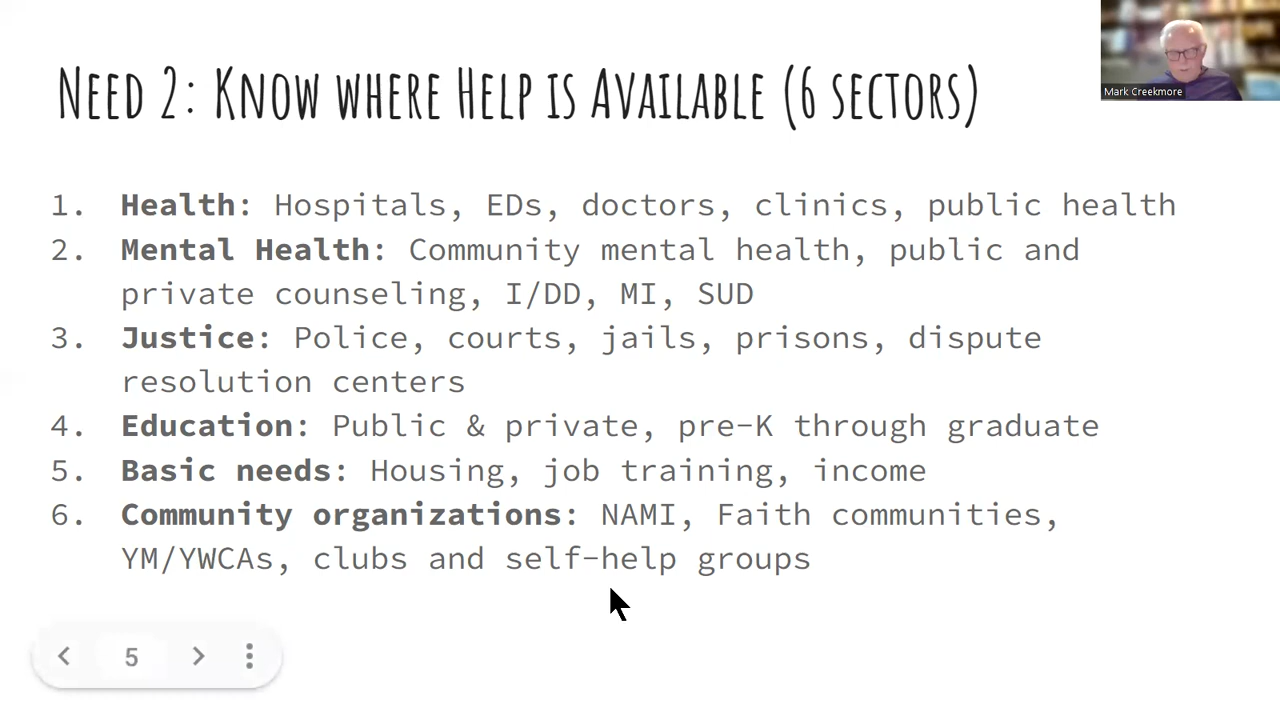 Need 2: Know where Help is Available (6 sectors)
Mark Creekmore
1. Health: Hospitals, EDs, doctors, clinics, public health
2. Mental Health: Community mental health, public and
private counseling, I/DD, MI, SUD
3. Justice: Police, courts, jails, prisons, dispute
resolution centers
4. Education: Public & private, pre-K through graduate
5. Basic needs: Housing, job training, income
6. Community organizations: NAMI, Faith communities,
YM/YWCAs, clubs and self-help groups
5